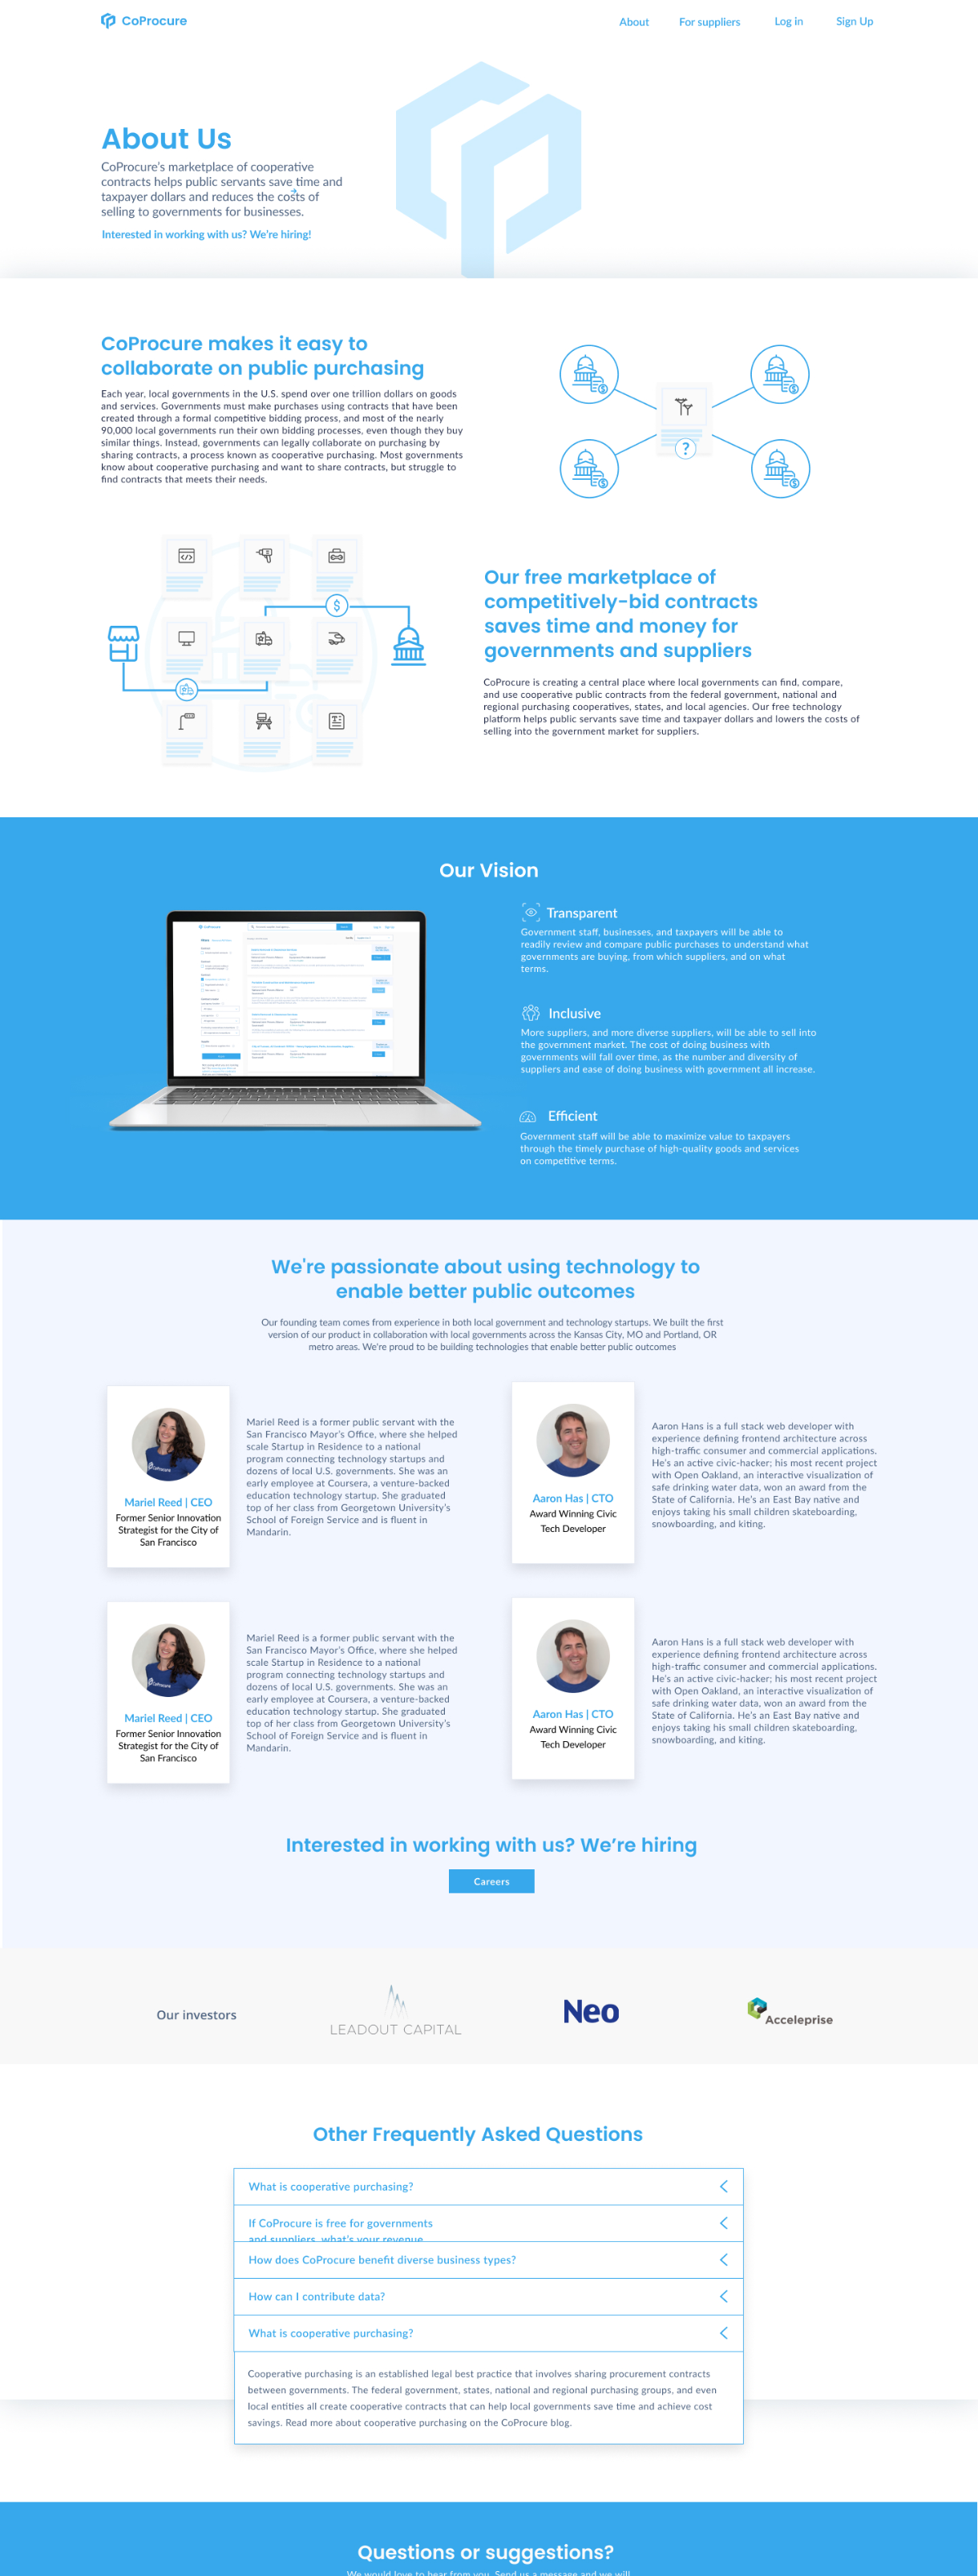 CoProcure
About
For suppliers
Log in
Sign Up
About Us
CoProcure's marketplace of cooperative
contracts helps public servants save time and
taxpayer dollars and reduces the costs of
selling to governments for businesses.
Interested in working with us? We're hiring!
CoProcure makes it easy to
collaborate on public purchasing
Each year, local governments in the U.S. spend over one trillion dollars on goods
and services. Governments must make purchases using contracts that have been
created through a formal competitive bidding process, and most of the nearly
90,000 local governments run their own bidding processes, even though they buy
similar things. Instead, governments can legally collaborate on purchasing by
sharing contracts, a process known as cooperative purchasing. Most governments
know about cooperative purchasing and want to share contracts, but struggle to
find contracts that meets their needs.
Our free marketplace of
competitively-bid contracts
saves time and money for
governments and suppliers
CoProcure is creating a central place where local governments can find, compare,
and use cooperative public contracts from the federal government, national and
regional purchasing cooperatives, states, and local agencies. Our free technology
platform helps public servants save time and taxpayer dollars and lowers the costs of
selling into the government market for suppliers.
Our Vision
Transparent
Government staff, businesses, and taxpayers will be able to
readily review and compare public purchases to understand what
governments are buying, from which suppliers, and on what
terms.
Inclusive
More suppliers, and more diverse suppliers, will be able to sell into
the government market. The cost of doing business with
governments will fall over time, as the number and diversity of
suppliers and ease of doing business with government all increase.
Efficient
Government staff will be able to maximize value to taxpayers
through the timely purchase of high-quality goods and services
on competitive terms.
We're passionate about using technology to
enable better public outcomes
Our founding team comes from experience in both local government and technology startups. We built the first
version of our product in collaboration with local governments across the Kansas City, MO and Portland, OR
metro areas. We're proud to be building technologies that enable better public outcomes
Mariel Reed | CEO
Former Senior Innovation
Strategist for the City of
San Francisco
Mariel Reed is a former public servant with the
San Francisco Mayor's Office, where she helped
scale Startup in Residence to a national
program connecting technology startups and
dozens of local U.S. governments. She was an
early employee at Coursera, a venture-backed
education technology startup. She graduated
top of her class from Georgetown University's
School of Foreign Service and is fluent in
Mandarin.
Aaron Has | CTO
Award Winning Civic
Tech Developer
Aaron Hans is a full stack web developer with
experience defining frontend architecture across
high-traffic consumer and commercial applications.
He's an active civic-hacker; his most recent project
with Open Oakland, an interactive visualization of
safe drinking water data, won an award from the
State of California. He's an East Bay native and
enjoys taking his small children skateboarding,
snowboarding, and kiting.
Mariel Reed | CEO
Former Senior Innovation
Strategist for the City of
San Francisco
Mariel Reed is a former public servant with the
San Francisco Mayor's Office, where she helped
scale Startup in Residence to a national
program connecting technology startups and
dozens of local U.S. governments. She was an
early employee at Coursera, a venture-backed
education technology startup. She graduated
top of her class from Georgetown University's
School of Foreign Service and is fluent in
Mandarin.
Aaron Has | CTO
Award Winning Civic
Tech Developer
Aaron Hans is a full stack web developer with
experience defining frontend architecture across
high-traffic consumer and commercial applications.
He's an active civic-hacker; his most recent project
with Open Oakland, an interactive visualization of
safe drinking water data, won an award from the
State of California. He's an East Bay native and
enjoys taking his small children skateboarding,
snowboarding, and kiting.
Interested in working with us? We're hiring
Careers
Our investors
LEADOUT CAPITAL
Neo
Acceleprise
Other Frequently Asked Questions
What is cooperative purchasing?
If CoProcure is free for governments
and suppliers, what's your revenue
How does CoProcure benefit diverse business types?
How can I contribute data?
What is cooperative purchasing?
Cooperative purchasing is an established legal best practice that involves sharing procurement contracts
between governments. The federal government, states, national and regional purchasing groups, and even
local entities all create cooperative contracts that can help local governments save time and achieve cost
savings. Read more about cooperative purchasing on the CoProcure blog.
Questions or suggestions?
We would love to hear from you. Send us a message and we will